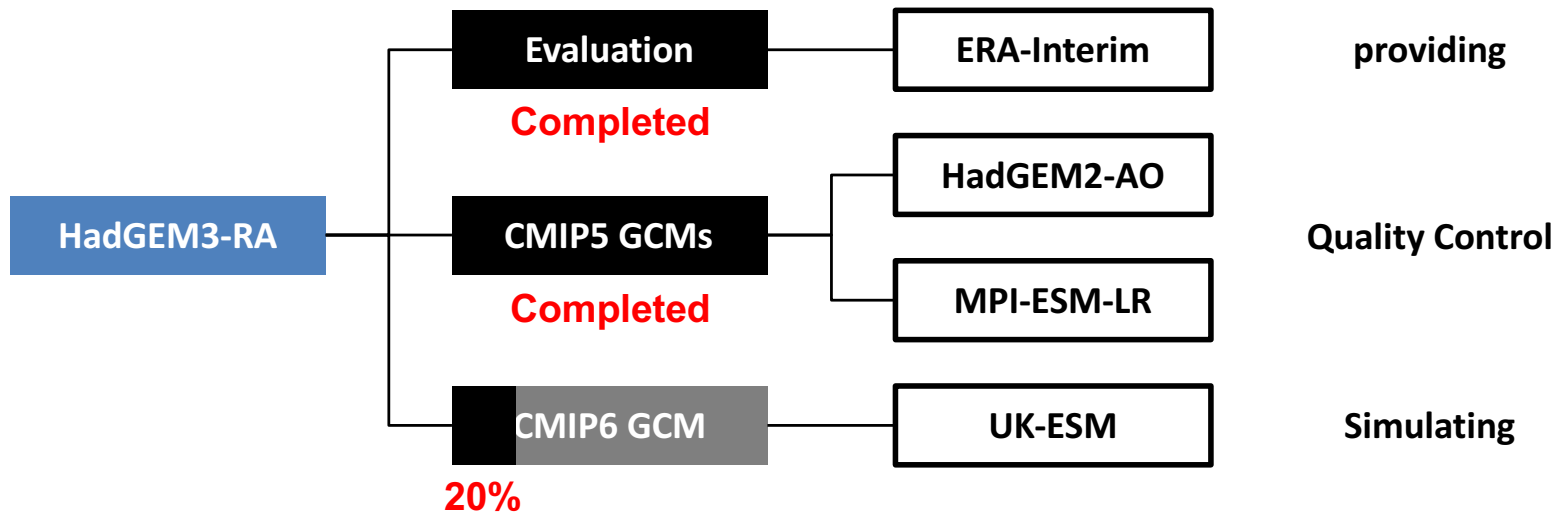 Evaluation
ERA-Interim
providing
Completed
HadGEM2-AO
HadGEM3-RA
CMIP5 GCMs
Quality Control
MPI-ESM-LR
Completed
CMIP6 GCM
UK-ESM
Simulating
20%